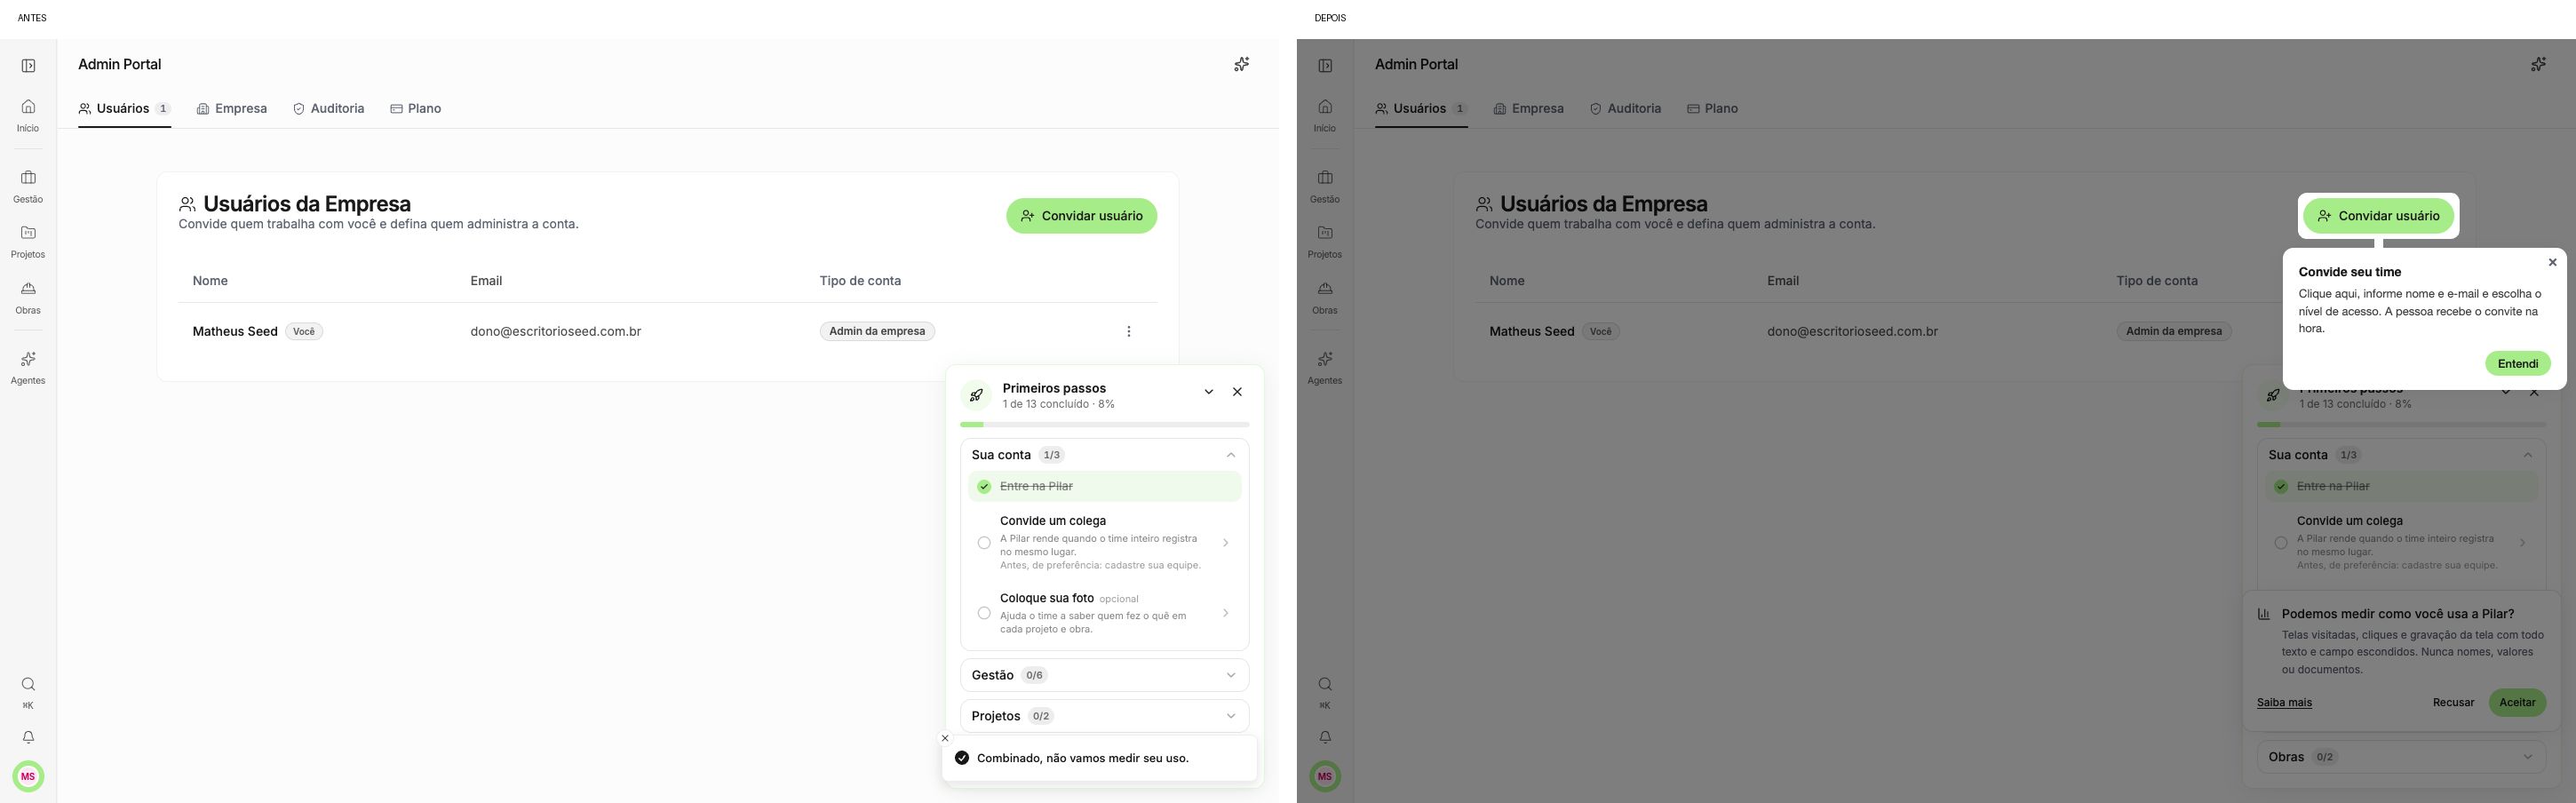 ANTES
Admin Portal
Usuários 1
Empresa
Auditoria
Plano
Início
Gestão
Projetos
Obras
Agentes
⌘K
MS
Usuários da Empresa
Convide quem trabalha com você e defina quem administra a conta.
Convidar usuário
Nome Email Tipo de conta
Matheus Seed Você dono@escritorioseed.com.br Admin da empresa
Primeiros passos
1 de 13 concluído · 8%
Sua conta 1/3
Entre na Pilar
Convide um colega
A Pilar rende quando o time inteiro registra
no mesmo lugar.
Antes, de preferência: cadastre sua equipe.
Coloque sua foto opcional
Ajuda o time a saber quem fez o quê em
cada projeto e obra.
Gestão 0/6
Projetos 0/2
Combinado, não vamos medir seu uso.
DEPOIS
Admin Portal
Usuários 1
Empresa
Auditoria
Plano
Início
Gestão
Projetos
Obras
Agentes
⌘K
MS
Usuários da Empresa
Convide quem trabalha com você e defina quem administra a conta.
Convidar usuário
Nome Email Tipo de conta
Matheus Seed Você dono@escritorioseed.com.br Admin da empresa
Convide seu time
Clique aqui, informe nome e e-mail e escolha o
nível de acesso. A pessoa recebe o convite na
hora.
Entendi
Primeiros passos
1 de 13 concluído · 8%
Sua conta 1/3
Entre na Pilar
Convide um colega
A Pilar rende quando o time inteiro registra
no mesmo lugar.
Antes, de preferência: cadastre sua equipe.
Podemos medir como você usa a Pilar?
Telas visitadas, cliques e gravação da tela com todo
texto e campo escondidos. Nunca nomes, valores
ou documentos.
Saiba mais
Recusar
Aceitar
Obras 0/2